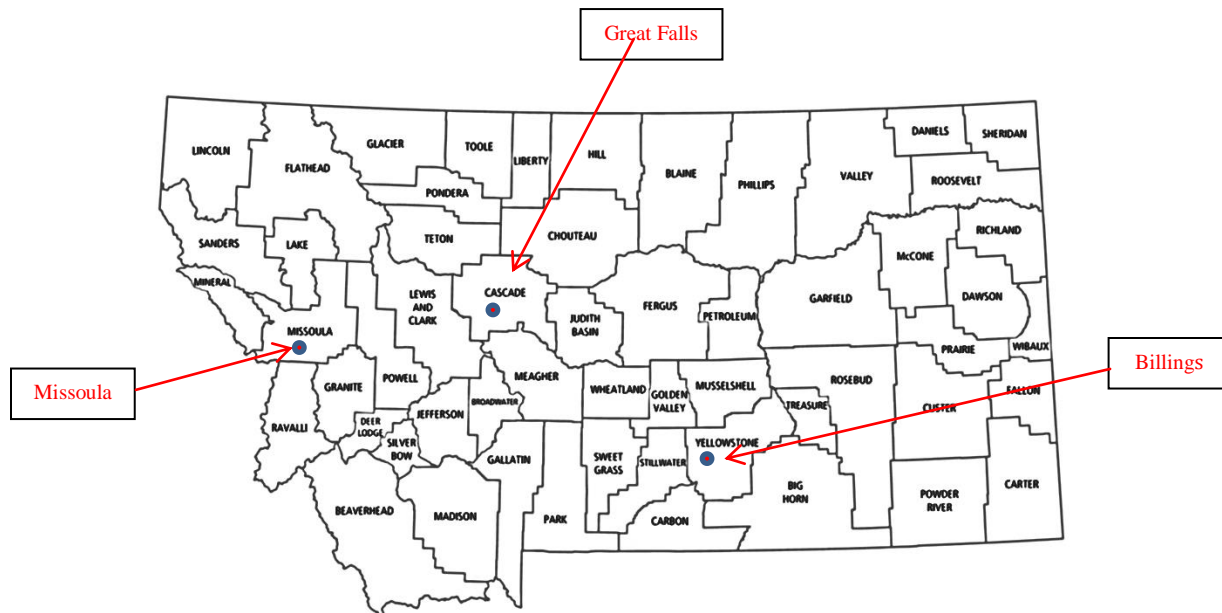 Great Falls
LINCOLN
FLATHEAD
GLACIER
TOOLE
LIBERTY
HILL
BLAINE
PHILLIPS
VALLEY
DANIELS
SHERIDAN
ROOSEVELT
PONDERA
TETON
CHOUTEAU
SANDERS
LAKE
RICHLAND
McCONE
MINERAL
LEWIS
AND
CLARK
CASCADE
FERGUS
PETROLEUM
GARFIELD
DAWSON
JUDITH
BASIN
MISSOULA
PRAIRIE
WIBAUX
Missoula
Billings
GRANITE
POWELL
MEAGHER
WHEATLAND
GOLDEN
VALLEY
MUSSELSHELL
ROSEBUD
TREASURE
CUSTER
FALLON
RAVALLI
DEER
LODGE
JEFFERSON
BROADWATER
SILVER
BOW
GALLATIN
SWEET
GRASS
STILLWATER
YELLOWSTONE
BIG
HORN
POWDER
RIVER
CARTER
BEAVERHEAD
MADISON
PARK
CARBON